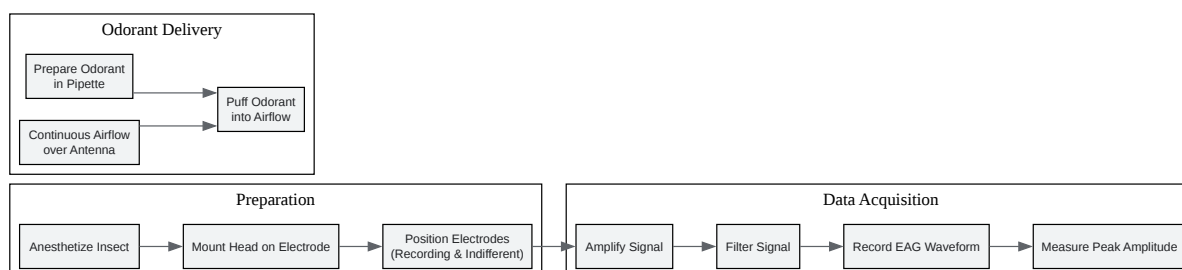 Odorant Delivery
Prepare Odorant
in Pipette
Puff Odorant
into Airflow
Continuous Airflow
over Antenna
Preparation
Anesthetize Insect
Mount Head on Electrode
Position Electrodes
(Recording & Indifferent)
Data Acquisition
Amplify Signal
Filter Signal
Record EAG Waveform
Measure Peak Amplitude